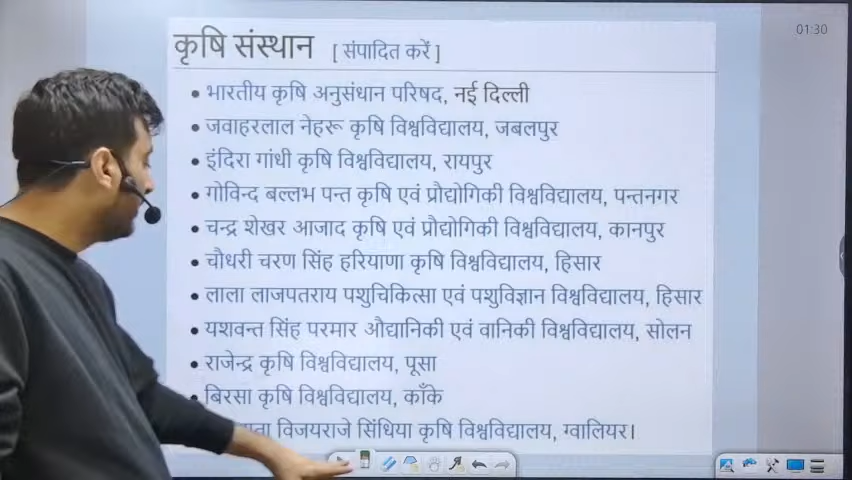 01:30
कृषि संस्थान [ संपादित करें ]
• भारतीय कृषि अनुसंधान परिषद, नई दिल्ली
• जवाहरलाल नेहरू कृषि विश्वविद्यालय, जबलपुर
• इंदिरा गांधी कृषि विश्वविद्यालय, रायपुर
• गोविन्द बल्लभ पन्त कृषि एवं प्रौद्योगिकी विश्वविद्यालय, पन्तनगर
• चन्द्र शेखर आजाद कृषि एवं प्रौद्योगिकी विश्वविद्यालय, कानपुर
• चौधरी चरण सिंह हरियाणा कृषि विश्वविद्यालय, हिसार
• लाला लाजपतराय पशुचिकित्सा एवं पशुविज्ञान विश्वविद्यालय, हिसार
• यशवन्त सिंह परमार औद्यानिकी एवं वानिकी विश्वविद्यालय, सोलन
• राजेन्द्र कृषि विश्वविद्यालय, पूसा
• बिरसा कृषि विश्वविद्यालय, काँके
विजयराजे सिंधिया कृषि विश्वविद्यालय, ग्वालियर।